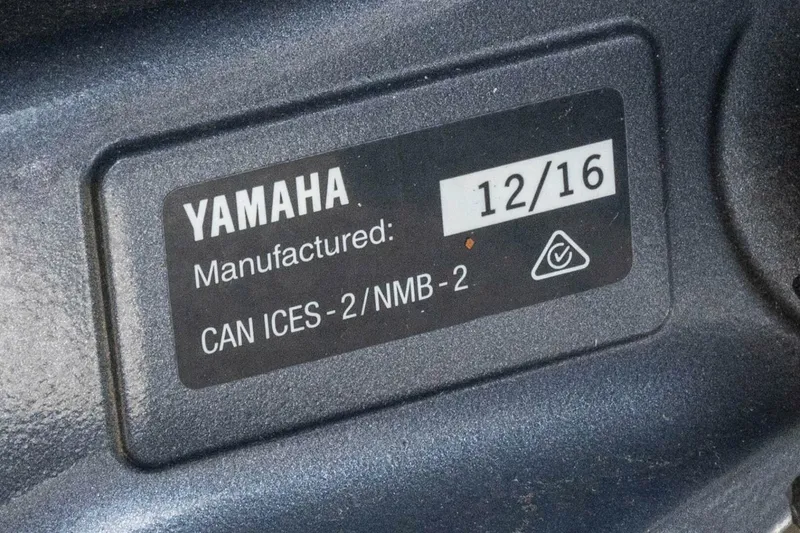 YAMAHA
Manufactured: 12/16
CAN ICES-2/NMB-2